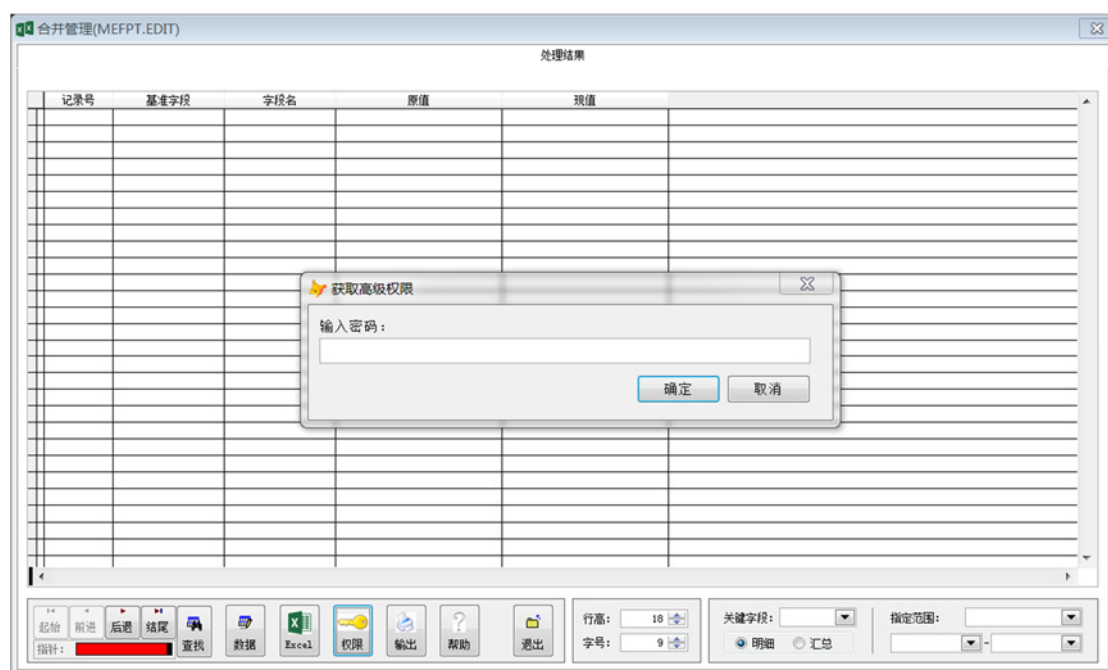 合并管理(MEFPT.EDIT)
处理结果
记录号 基准字段 字段名 原值 现值
获取高级权限
输入密码:
确定 取消
起始 前进 后退 结尾 查找 数据 Excel 权限 输出 帮助 退出
指针:
行高: 18
字号: 9
关键字段:
明细 汇总
指定范围:
-